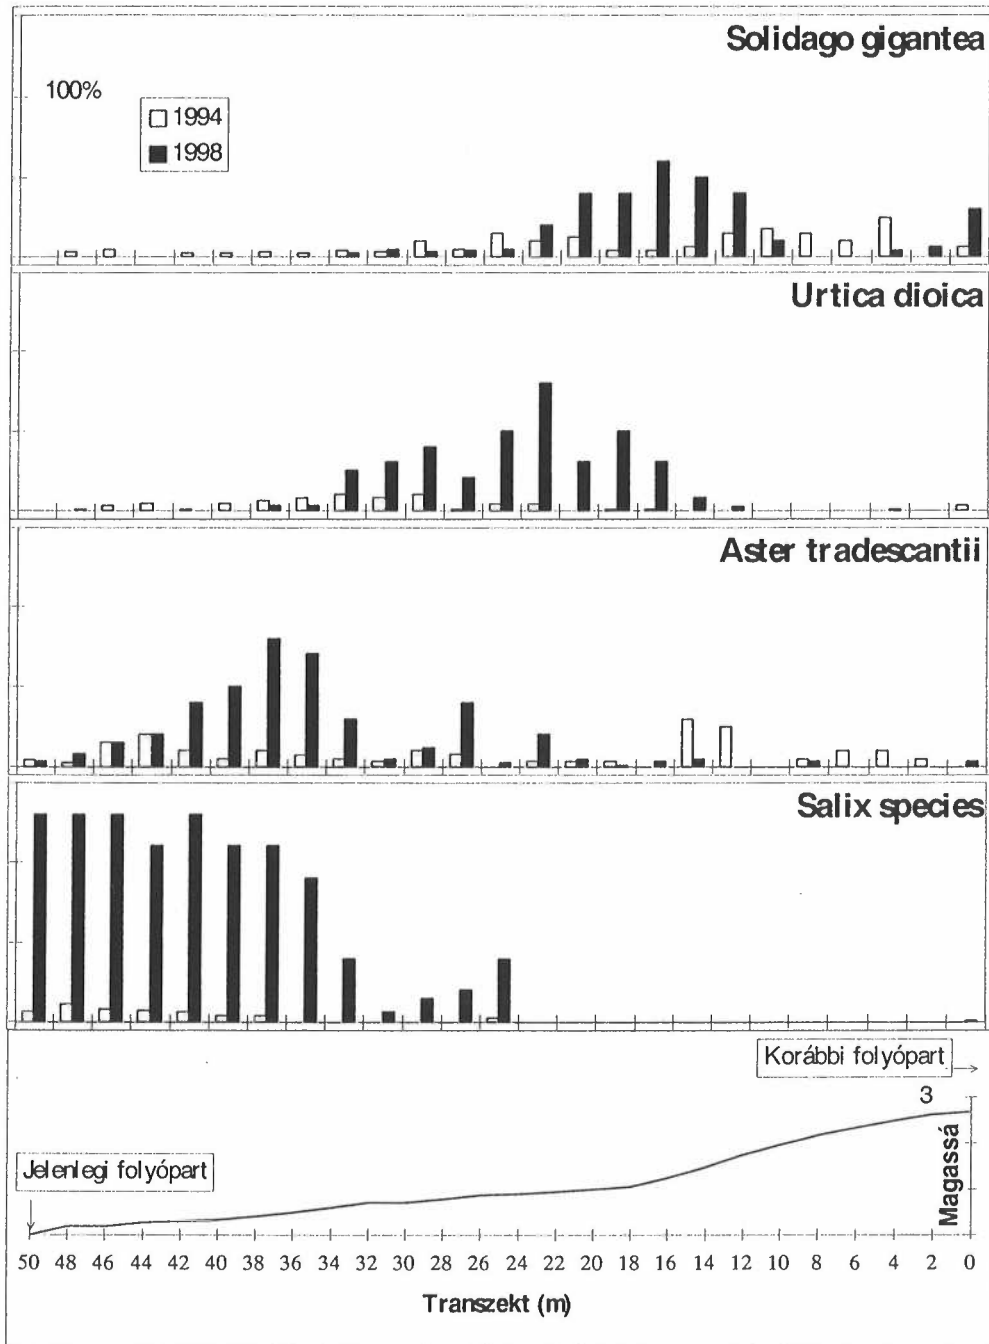 Solidago gigantea
100%
1994
1998
Urtica dioica
Aster tradescantii
Salix species
Korábbi folyópart
3
Magassá
Jelenlegi folyópart
50 48 46 44 42 40 38 36 34 32 30 28 26 24 22 20 18 16 14 12 10 8 6 4 2 0
Transzekt (m)